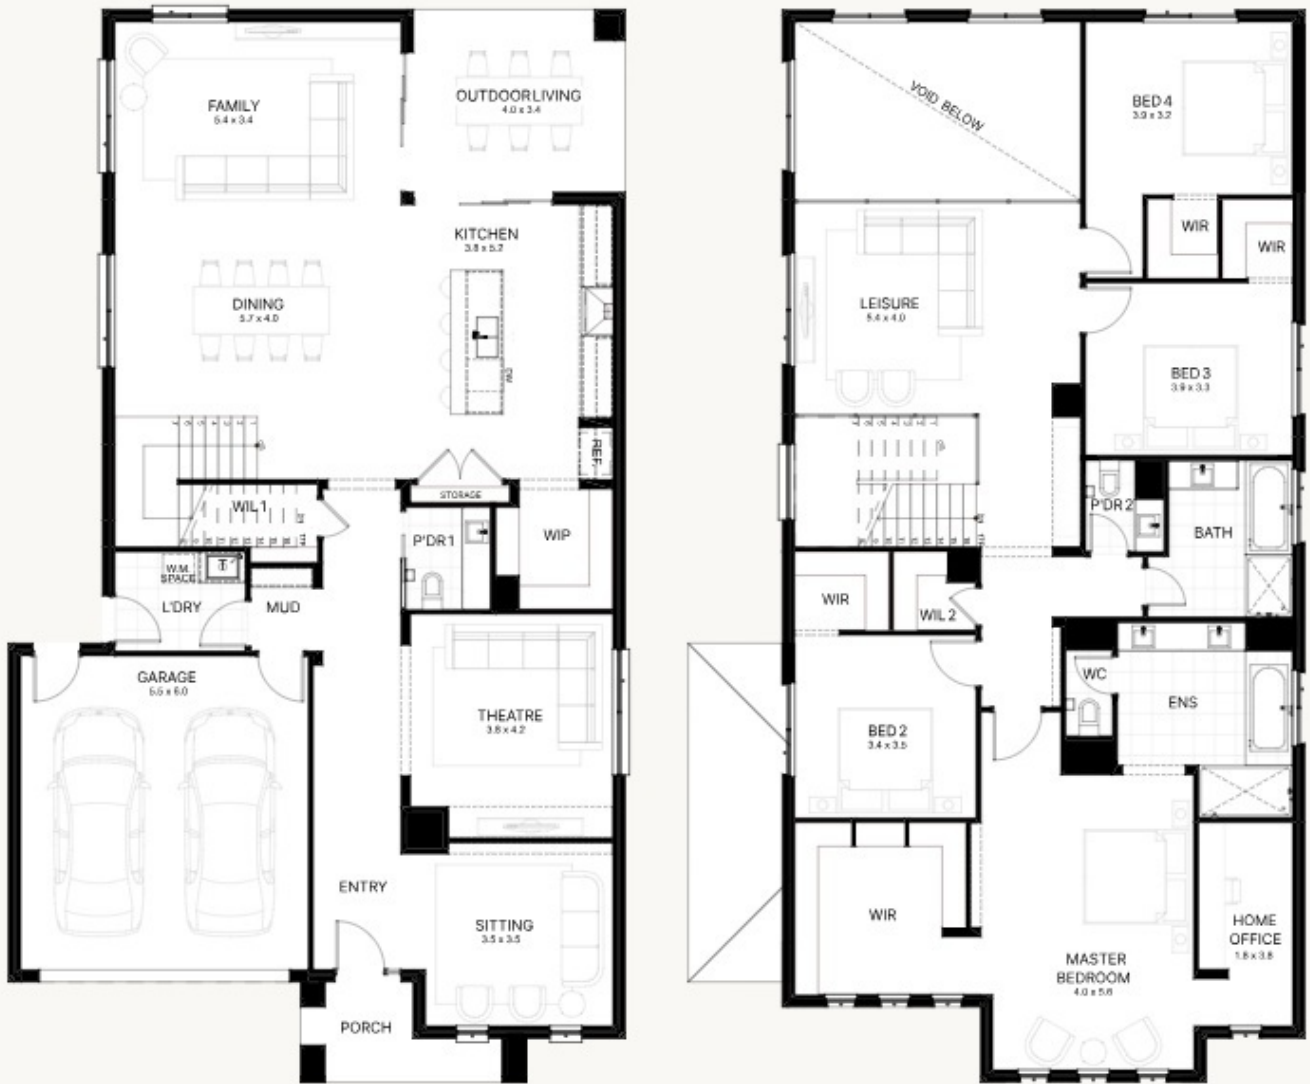 FAMILY
5.4 x 3.4
OUTDOOR LIVING
4.0 x 3.4
KITCHEN
3.8 x 5.2
DINING
5.7 x 4.0
DW
REF.
STORAGE
WIL 1
P'DR 1
WIP
W.M.
SPACE
L'DRY
MUD
GARAGE
5.5 x 6.0
THEATRE
3.8 x 4.2
ENTRY
SITTING
3.5 x 3.5
PORCH
VOID BELOW
BED 4
3.9 x 3.2
WIR
WIR
LEISURE
5.4 x 4.0
BED 3
3.9 x 3.3
P'DR 2
BATH
WIR
WIL 2
WC
ENS
BED 2
3.4 x 3.5
WIR
MASTER
BEDROOM
4.0 x 5.6
HOME
OFFICE
1.8 x 3.8